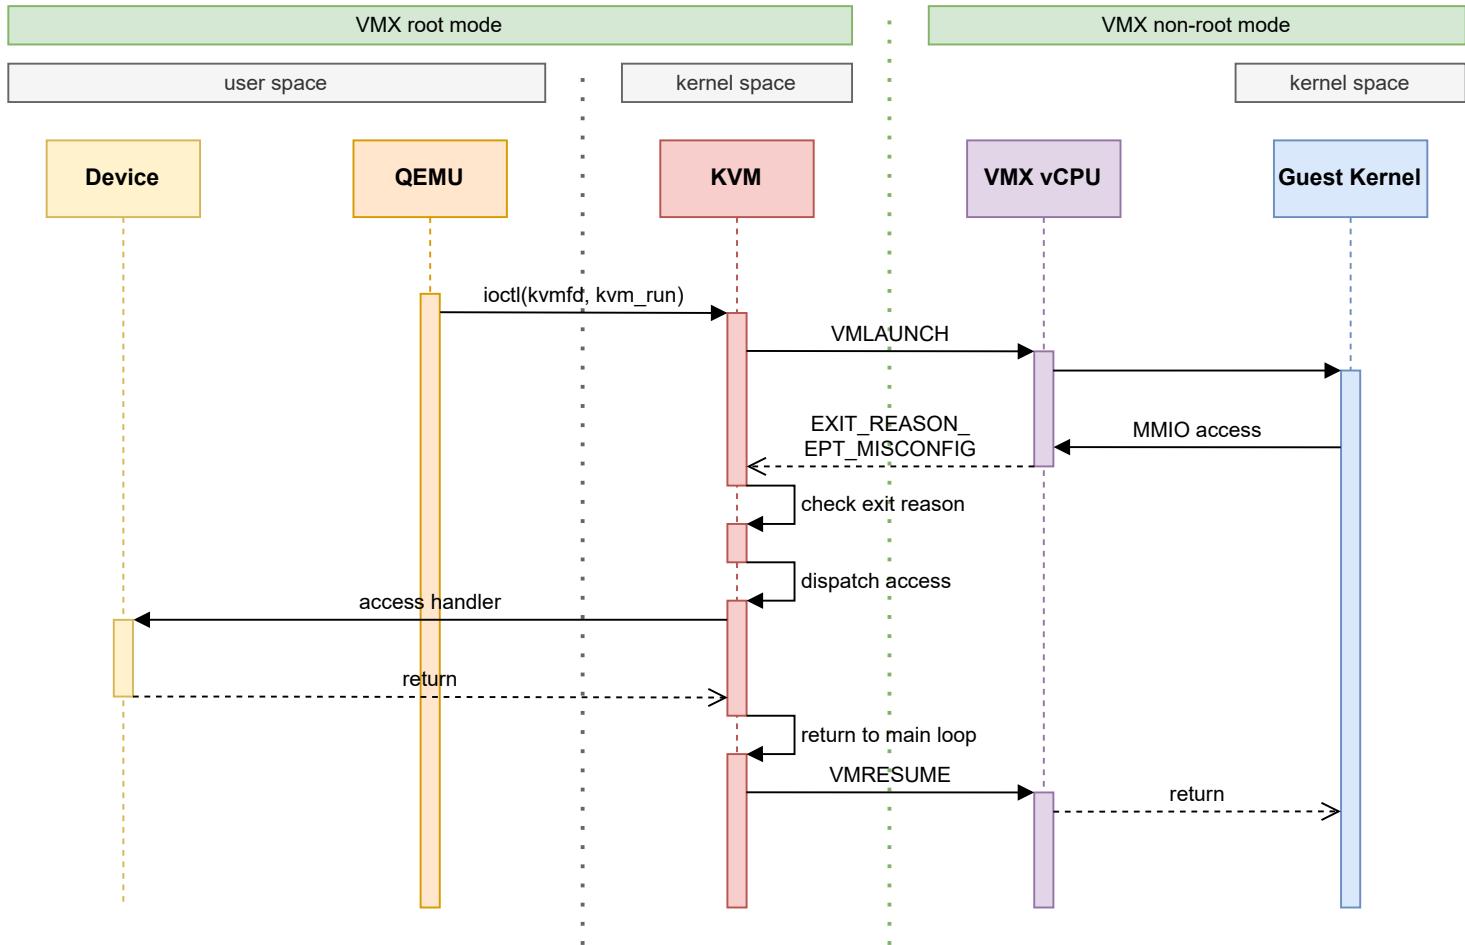 VMX root mode
VMX non-root mode
user space
kernel space
kernel space
Device
QEMU
KVM
VMX vCPU
Guest Kernel
ioctl(kvmfd, kvm_run)
VMLAUNCH
EXIT_REASON_
EPT_MISCONFIG
MMIO access
check exit reason
dispatch access
access handler
return
return to main loop
VMRESUME
return